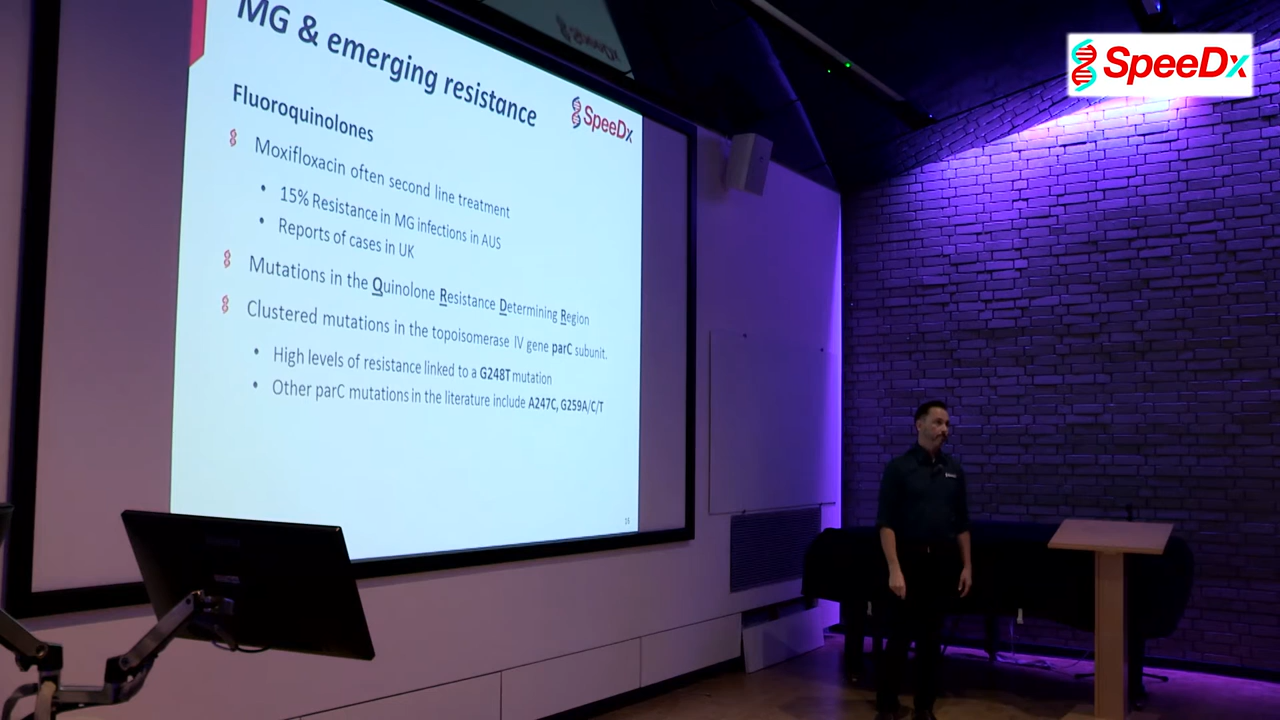 MG & emerging resistance
SpeeDx
Fluoroquinolones
Moxifloxacin often second line treatment
• 15% Resistance in MG infections in AUS
• Reports of cases in UK
Mutations in the Quinolone Resistance Determining Region
Clustered mutations in the topoisomerase IV gene parC subunit.
• High levels of resistance linked to a G248T mutation
• Other parC mutations in the literature include A247C, G259A/C/T
SpeeDx